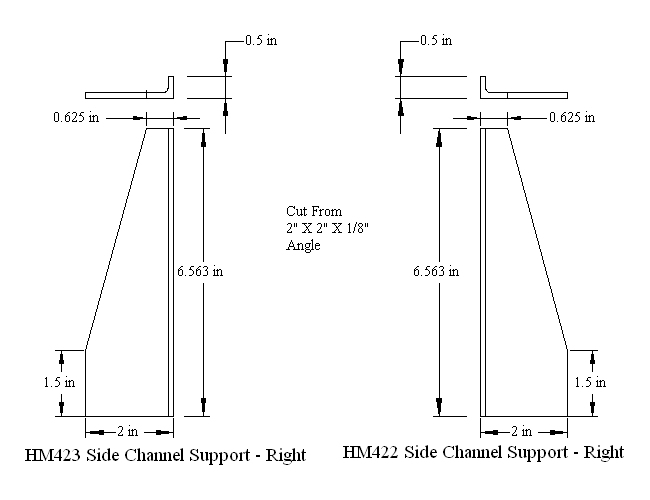 0.5 in
0.5 in
0.625 in
0.625 in
Cut From
2" X 2" X 1/8"
Angle
6.563 in
6.563 in
1.5 in
1.5 in
2 in
2 in
HM423 Side Channel Support - Right
HM422 Side Channel Support - Right